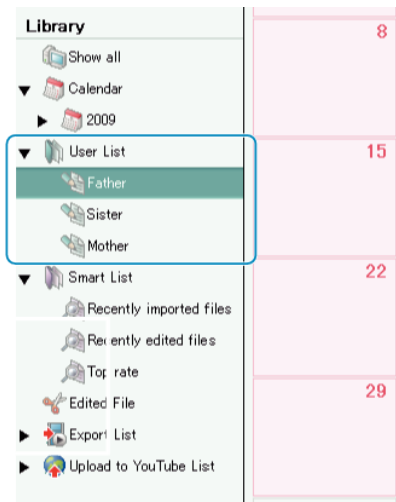 Library
Show all
Calendar
2009
User List
Father
Sister
Mother
Smart List
Recently imported files
Recently edited files
Top rate
Edited File
Export List
Upload to YouTube List
8
15
22
29